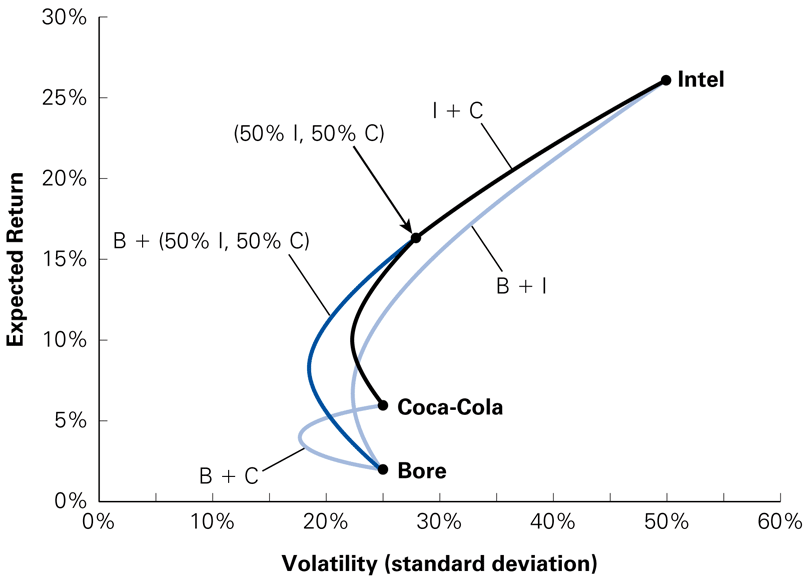 30%
25%
20%
15%
10%
5%
0%
Expected Return
Intel
I + C
(50% I, 50% C)
B + (50% I, 50% C)
B + I
Coca-Cola
Bore
B + C
0%
10%
20%
30%
40%
50%
60%
Volatility (standard deviation)